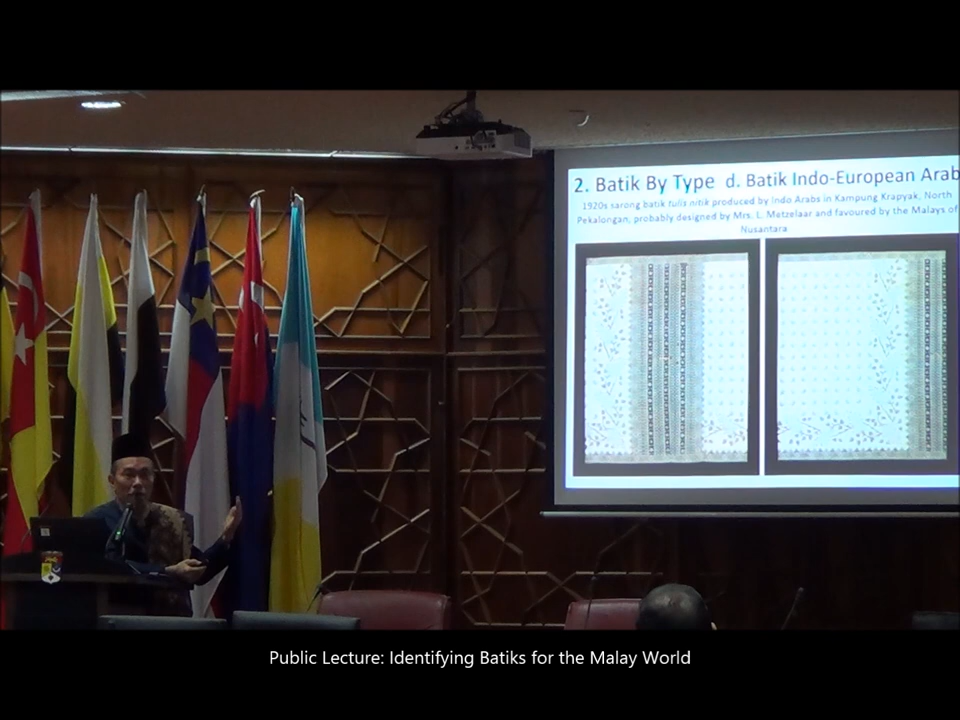 2. Batik By Type d. Batik Indo-European Arab
1920s sarong batik tulis nitik produced by Indo Arabs in Kampung Krapyak, North
Pekalongan, probably designed by Mrs. L. Metzelaar and favoured by the Malays of
Nusantara
Public Lecture: Identifying Batiks for the Malay World